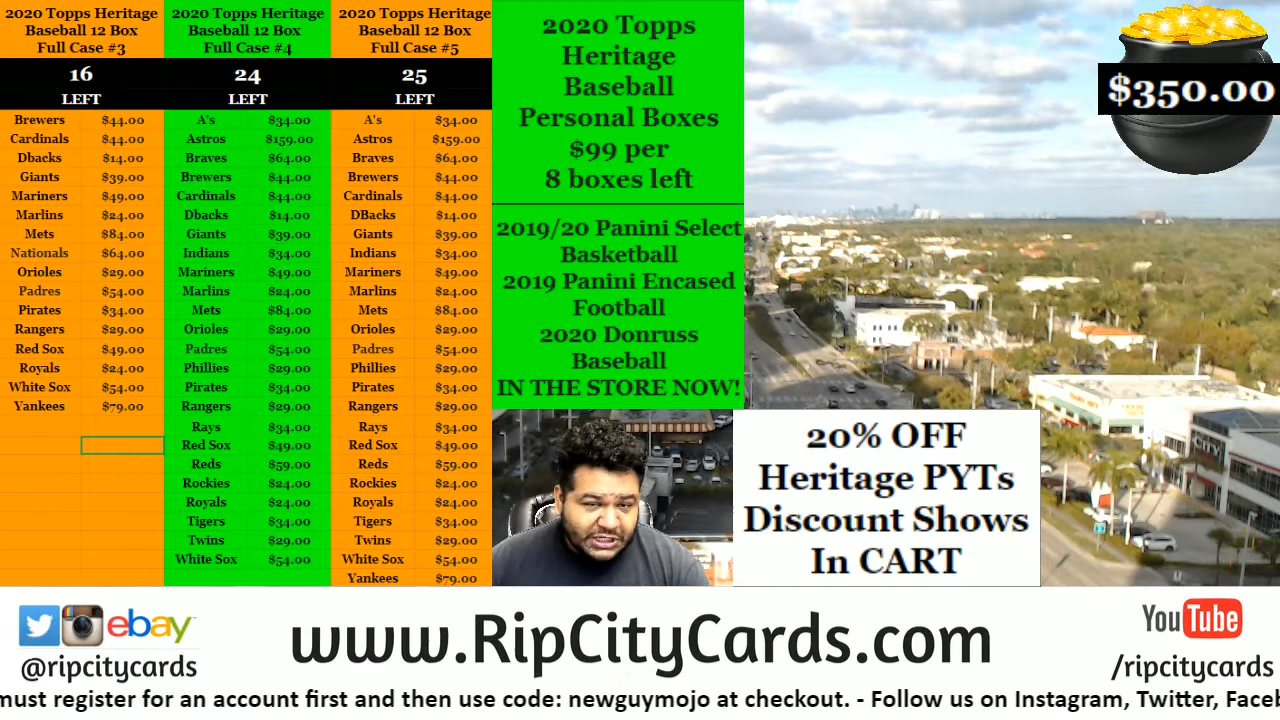 2020 Topps Heritage
Baseball 12 Box
Full Case #3
16
LEFT
Brewers $44.00
Cardinals $44.00
Dbacks $14.00
Giants $39.00
Mariners $49.00
Marlins $24.00
Mets $84.00
Nationals $64.00
Orioles $29.00
Padres $54.00
Pirates $34.00
Rangers $29.00
Red Sox $49.00
Royals $24.00
White Sox $54.00
Yankees $79.00
2020 Topps Heritage
Baseball 12 Box
Full Case #4
24
LEFT
A's $34.00
Astros $159.00
Braves $64.00
Brewers $44.00
Cardinals $44.00
Dbacks $14.00
Giants $39.00
Indians $34.00
Mariners $49.00
Marlins $24.00
Mets $84.00
Orioles $29.00
Padres $54.00
Phillies $29.00
Pirates $34.00
Rangers $29.00
Rays $34.00
Red Sox $49.00
Reds $59.00
Rockies $24.00
Royals $24.00
Tigers $34.00
Twins $29.00
White Sox $54.00
2020 Topps Heritage
Baseball 12 Box
Full Case #5
25
LEFT
A's $34.00
Astros $159.00
Braves $64.00
Brewers $44.00
Cardinals $44.00
DBacks $14.00
Giants $39.00
Indians $34.00
Mariners $49.00
Marlins $24.00
Mets $84.00
Orioles $29.00
Padres $54.00
Phillies $29.00
Pirates $34.00
Rangers $29.00
Rays $34.00
Red Sox $49.00
Reds $59.00
Rockies $24.00
Royals $24.00
Tigers $34.00
Twins $29.00
White Sox $54.00
Yankees $79.00
2020 Topps
Heritage
Baseball
Personal Boxes
$99 per
8 boxes left
2019/20 Panini Select
Basketball
2019 Panini Encased
Football
2020 Donruss
Baseball
IN THE STORE NOW!
$350.00
20% OFF
Heritage PYTs
Discount Shows
In CART
ebay
@ripcitycards
www.RipCityCards.com
YouTube
/ripcitycards
must register for an account first and then use code: newguymojo at checkout. - Follow us on Instagram, Twitter, Faceb